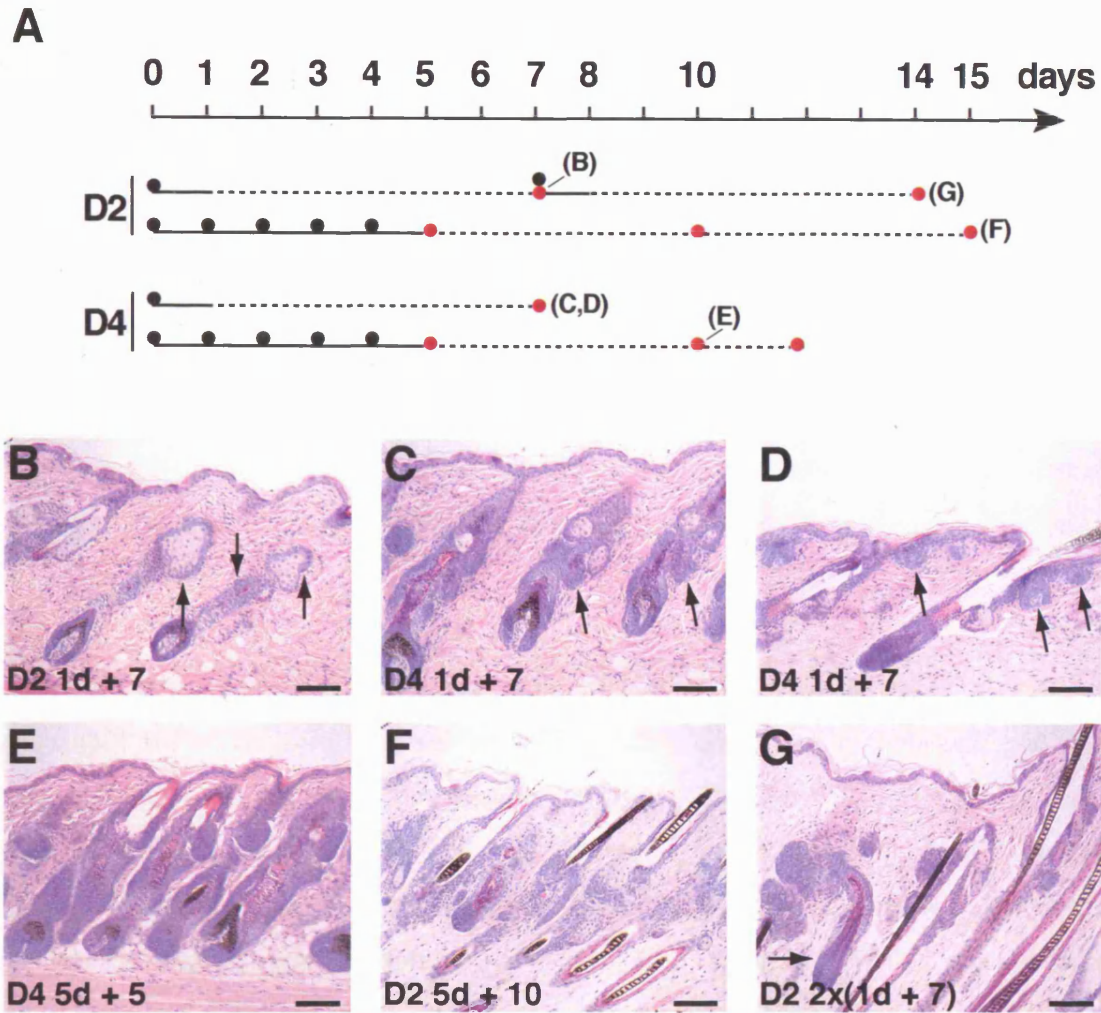 A
0 1 2 3 4 5 6 7 8 10 14 15 days
(B)
D2
(G)
(F)
D4
(C,D)
(E)
B
D2 1d + 7
C
D4 1d + 7
D
D4 1d + 7
E
D4 5d + 5
F
D2 5d + 10
G
D2 2x(1d + 7)